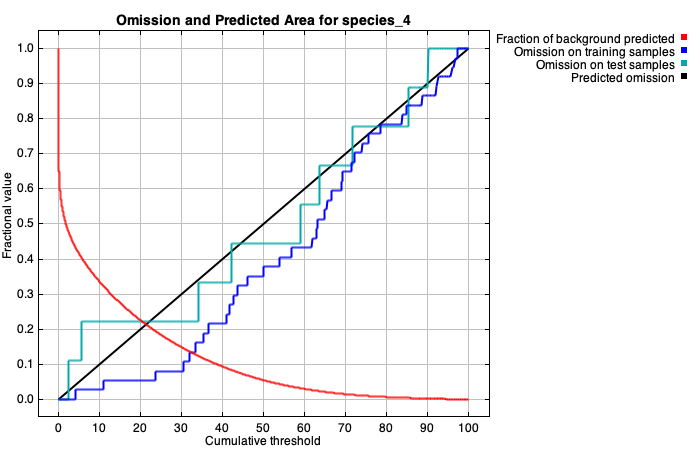 Omission and Predicted Area for species_4
Fraction of background predicted
Omission on training samples
Omission on test samples
Predicted omission
Fractional value
1.0
0.9
0.8
0.7
0.6
0.5
0.4
0.3
0.2
0.1
0.0
0 10 20 30 40 50 60 70 80 90 100
Cumulative threshold